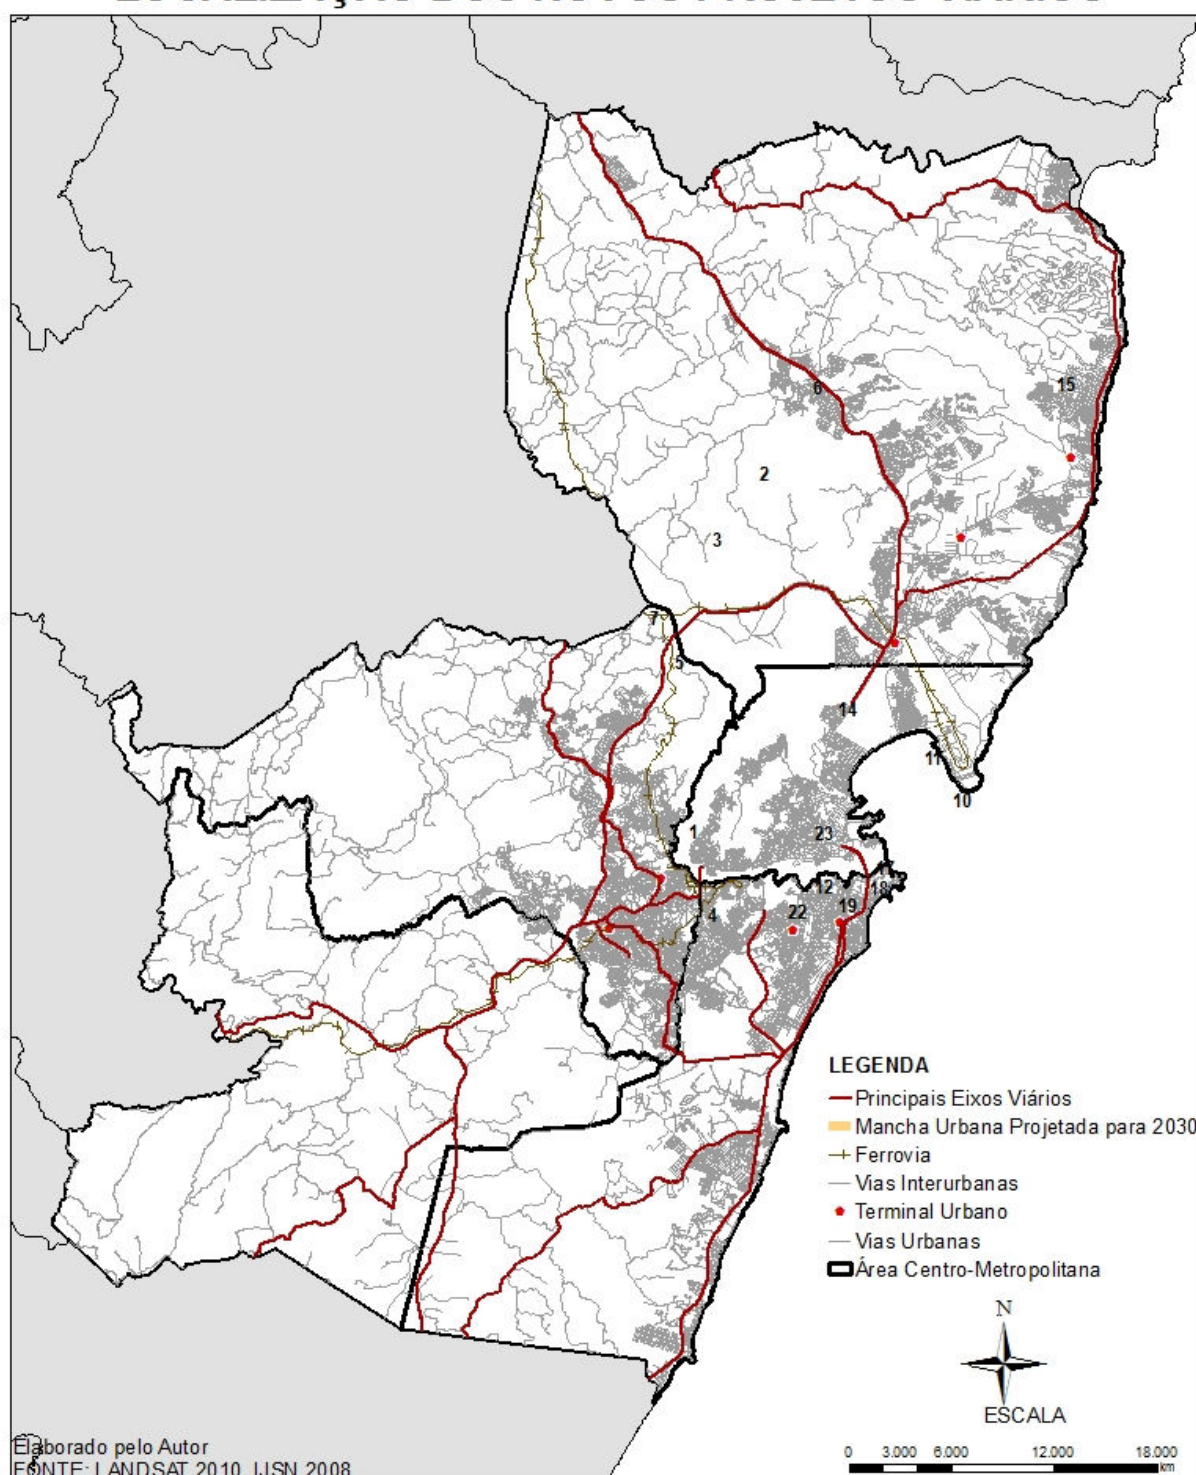 15
6
2
3
7
5
14
11
10
1
23
12
18
4
22
19
LEGENDA
Principais Eixos Viários
Mancha Urbana Projetada para 2030
Ferrovia
Vias Interurbanas
Terminal Urbano
Vias Urbanas
Área Centro-Metropolitana
N
ESCALA
0 3.000 6.000 12.000 18.000
km
Elaborado pelo Autor
FONTE: LANDSAT 2010, IJSN 2008